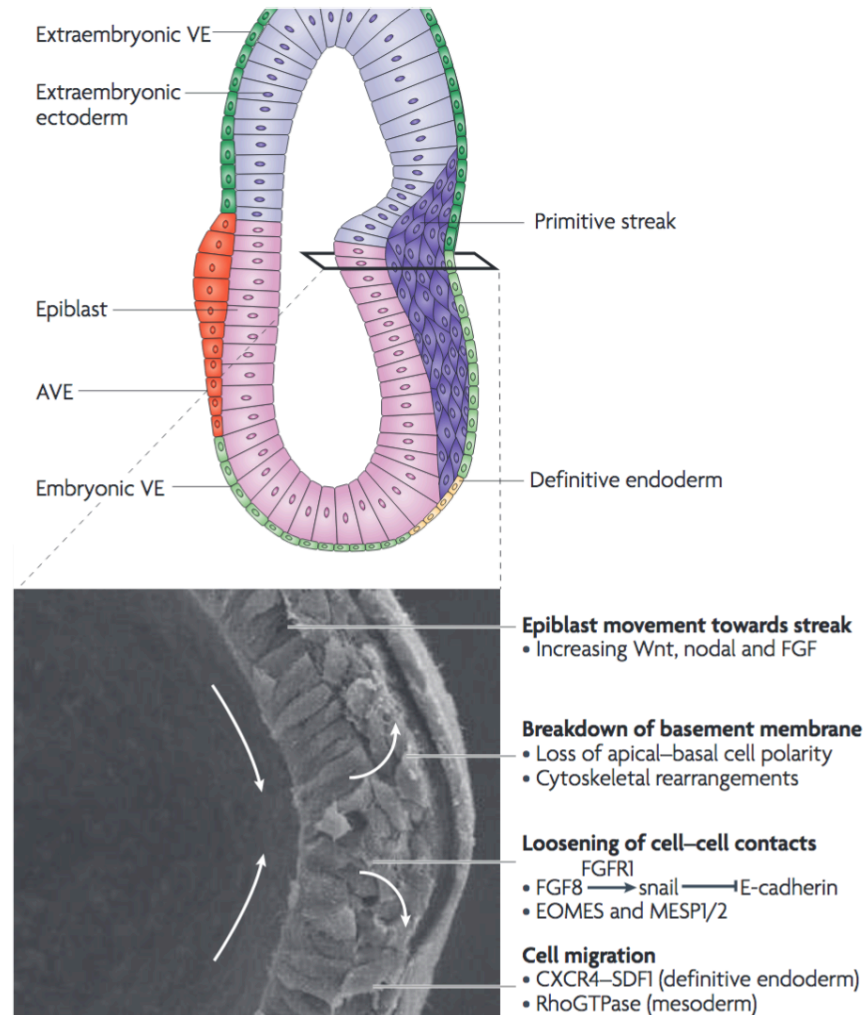 Extraembryonic VE
Extraembryonic
ectoderm
Primitive streak
Epiblast
AVE
Embryonic VE
Definitive endoderm
Epiblast movement towards streak
• Increasing Wnt, nodal and FGF
Breakdown of basement membrane
• Loss of apical–basal cell polarity
• Cytoskeletal rearrangements
Loosening of cell–cell contacts
FGFR1
• FGF8 snail E-cadherin
• EOMES and MESP1/2
Cell migration
• CXCR4–SDF1 (definitive endoderm)
• RhoGTPase (mesoderm)